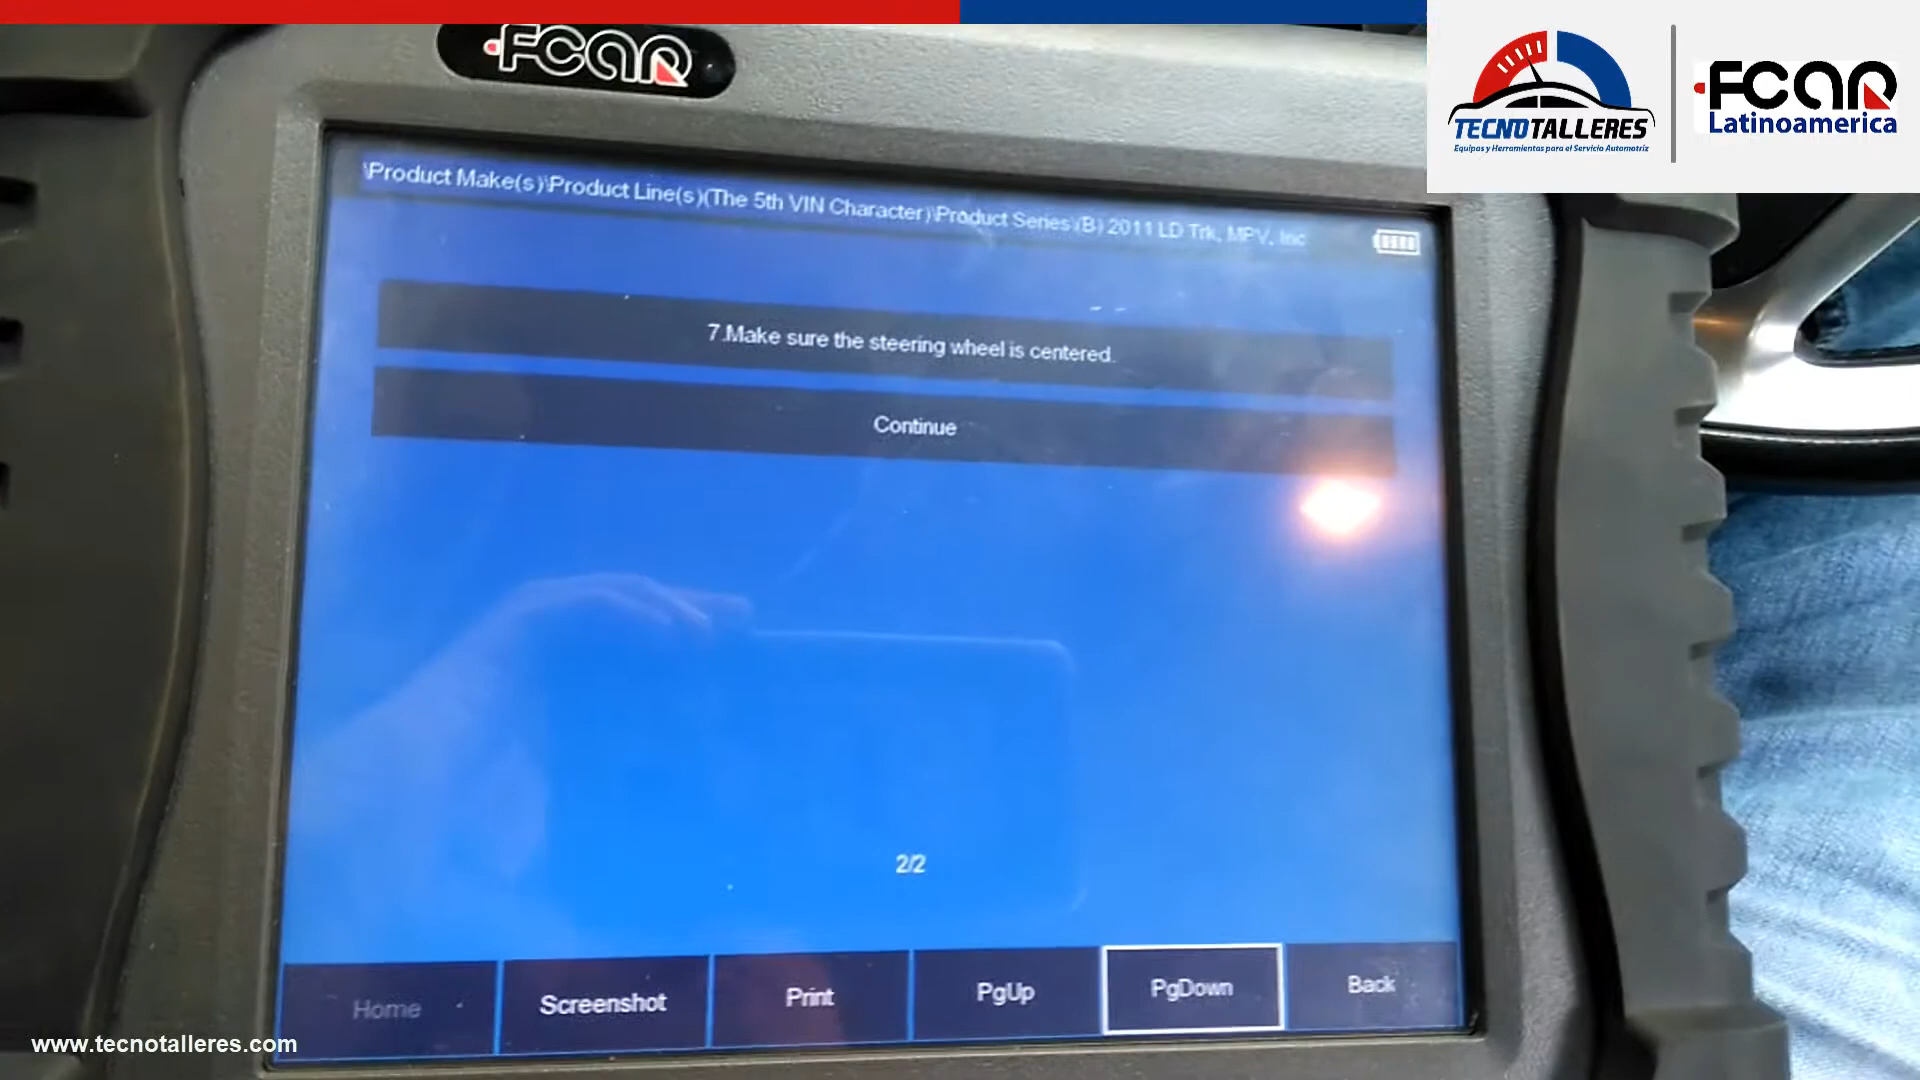 FCAR
TECNOTALLERES
Equipos y Herramientas para el Servicio Automotriz
FCAR
Latinoamerica
\Product Make(s)\Product Line(s)(The 5th VIN Character)\Product Series\(B) 2011 LD Trk, MPV, Inc
7.Make sure the steering wheel is centered.
Continue
2/2
Home
Screenshot
Print
PgUp
PgDown
Back
www.tecnotalleres.com